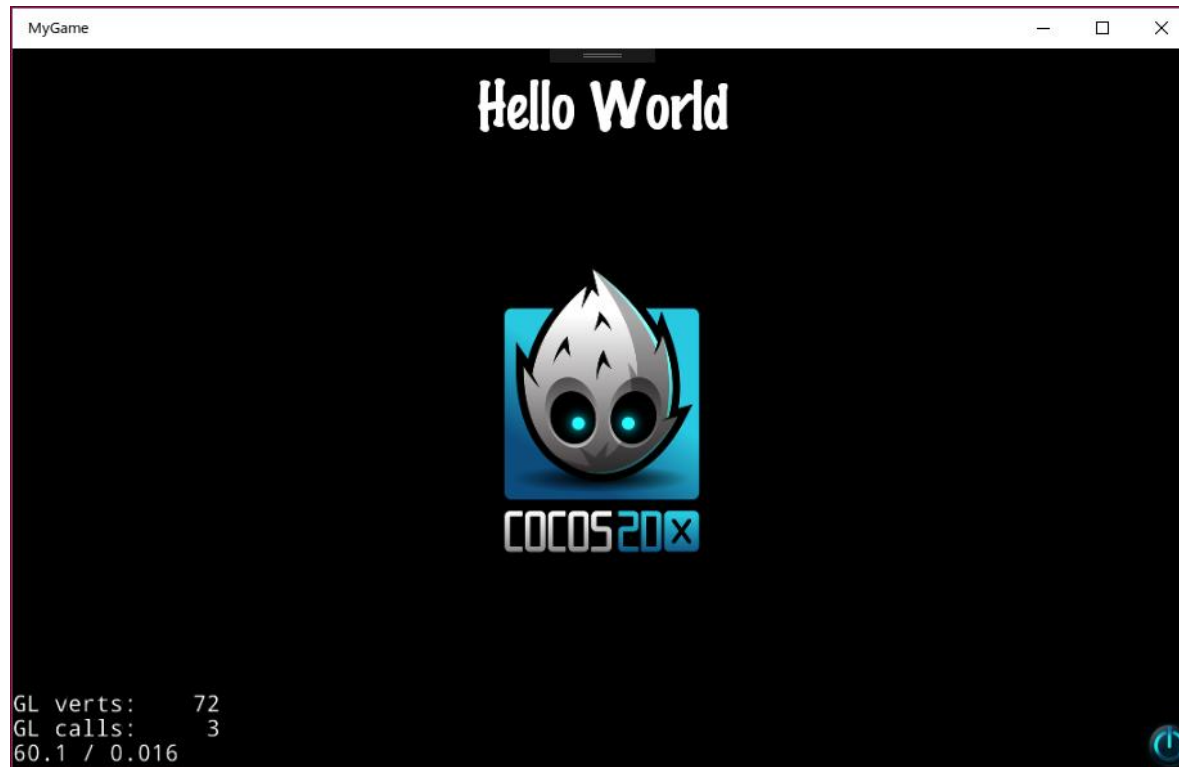 MyGame
Hello World
COCOS2DX
GL verts: 72
GL calls: 3
60.1 / 0.016